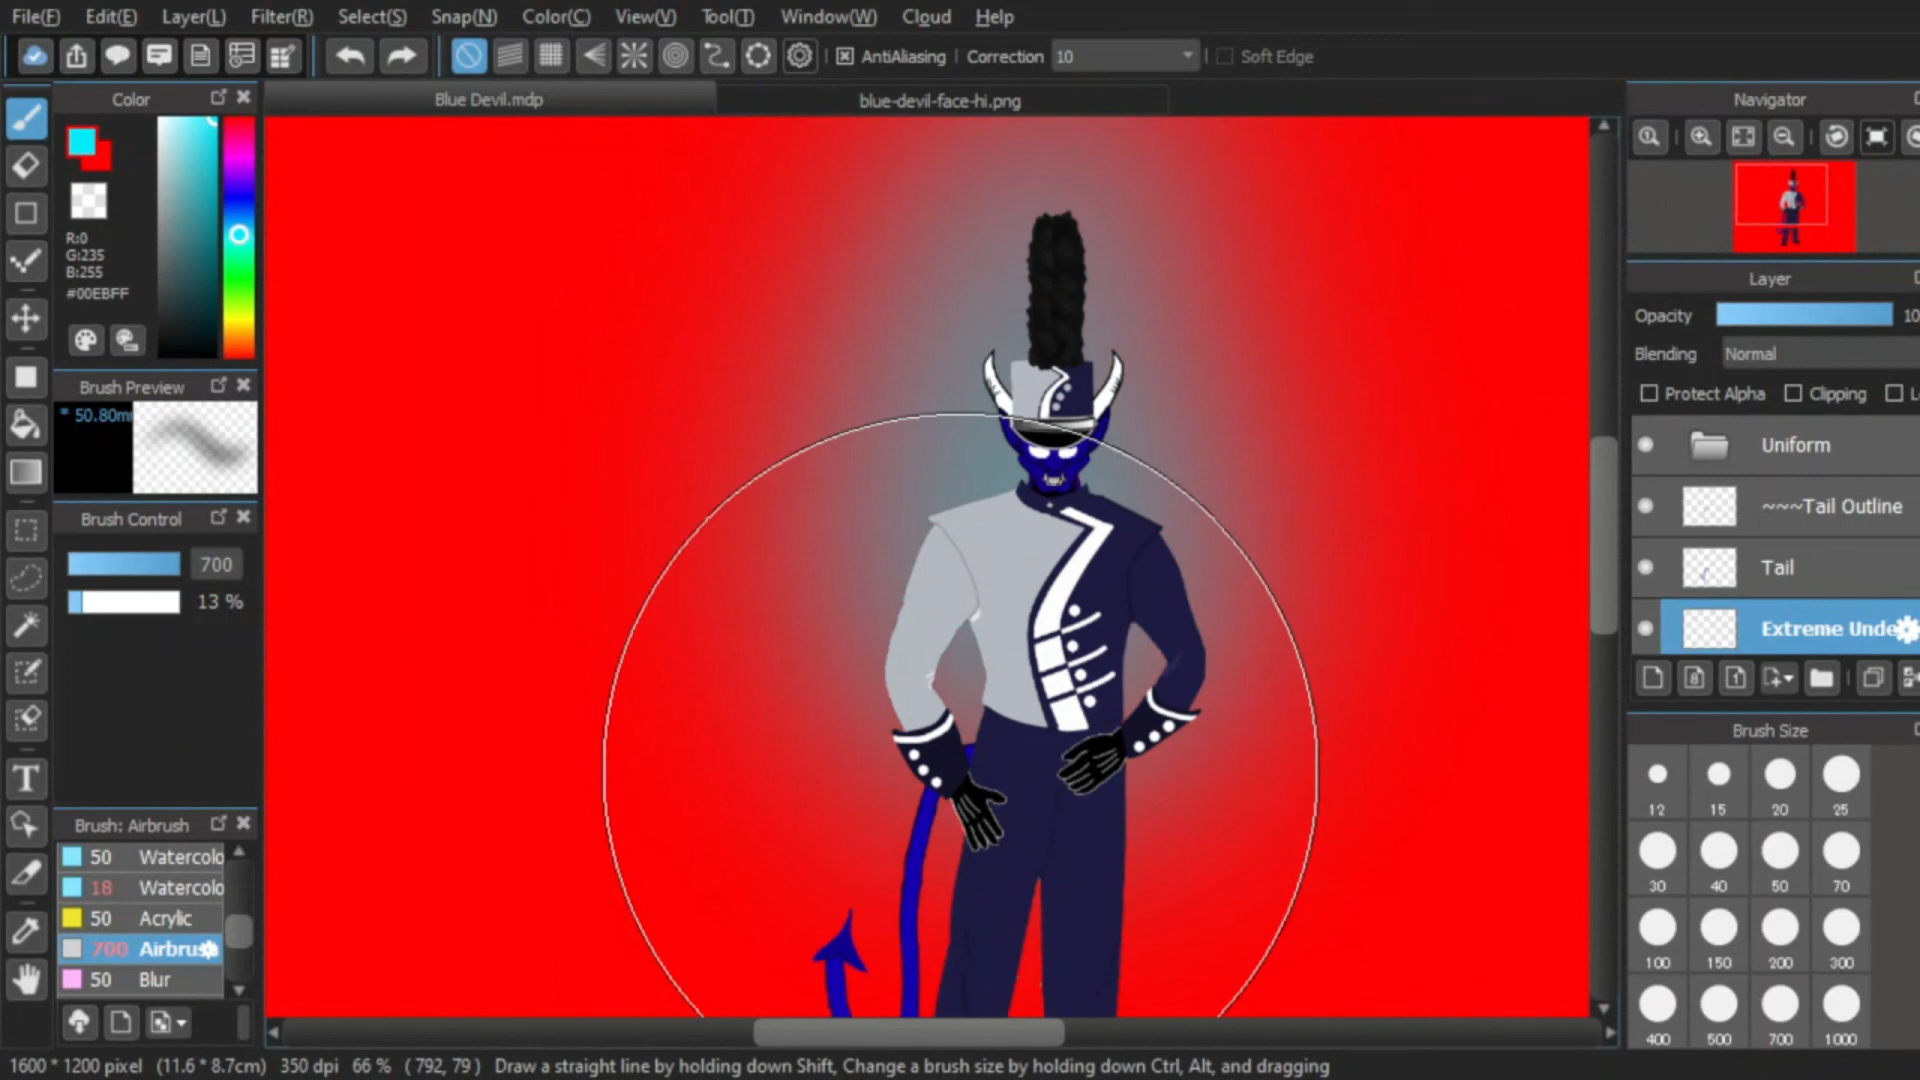 File(F) Edit(E) Layer(L) Filter(R) Select(S) Snap(N) Color(C) View(V) Tool(T) Window(W) Cloud Help
AntiAliasing Correction 10 Soft Edge
Color
Blue Devil.mdp
blue-devil-face-hi.png
Navigator
R:0
G:235
B:255
#00EBFF
Layer
Opacity 10
Blending Normal
Protect Alpha Clipping L
Brush Preview
* 50.80m
Uniform
~~~Tail Outline
Tail
Extreme Unde
Brush Control
700
13 %
Brush Size
12 15 20 25
30 40 50 70
100 150 200 300
400 500 700 1000
T
Brush: Airbrush
50 Watercolo
18 Watercolo
50 Acrylic
700 Airbrus
50 Blur
1600 * 1200 pixel (11.6 * 8.7cm) 350 dpi 66 % ( 792, 79 ) Draw a straight line by holding down Shift, Change a brush size by holding down Ctrl, Alt, and dragging